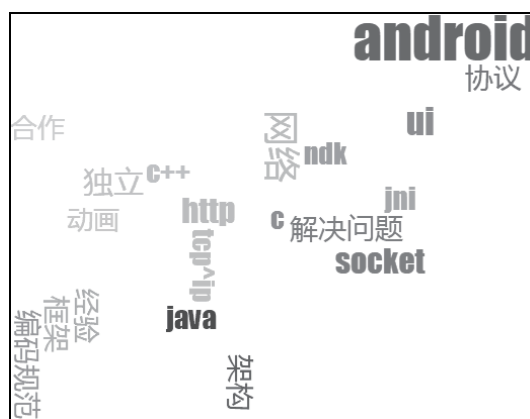 android
协议
合作
网络
ui
ndk
独立
c++
jni
动画
http
c
解决问题
tcp^ip
socket
经验
框架
java
编码规范
架构